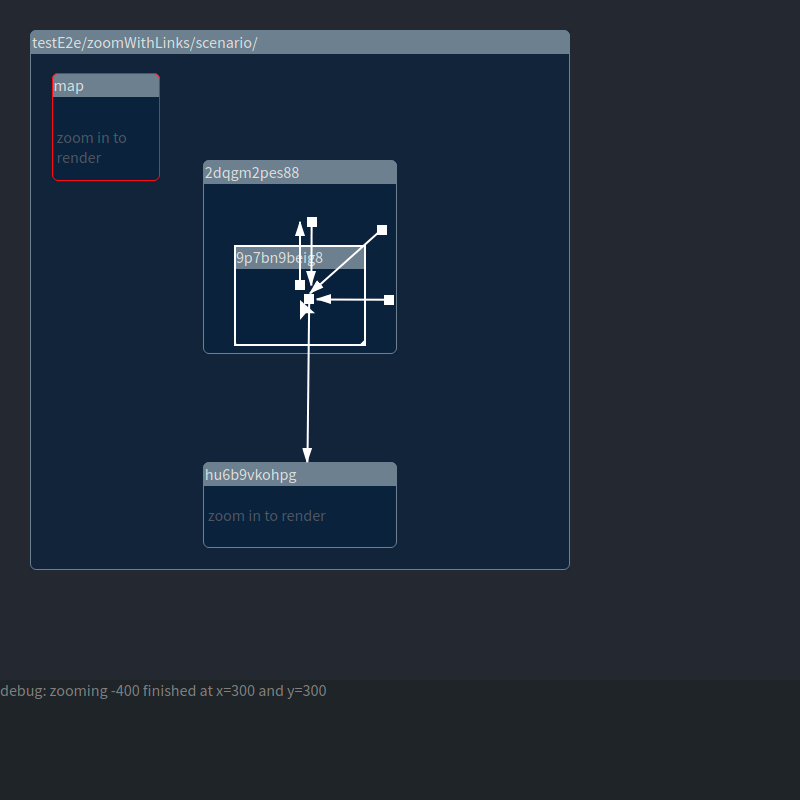 testE2e/zoomWithLinks/scenario/
map
zoom in to
render
2dqgm2pes88
9p7bn9beig8
hu6b9vkohpg
zoom in to render
debug: zooming -400 finished at x=300 and y=300